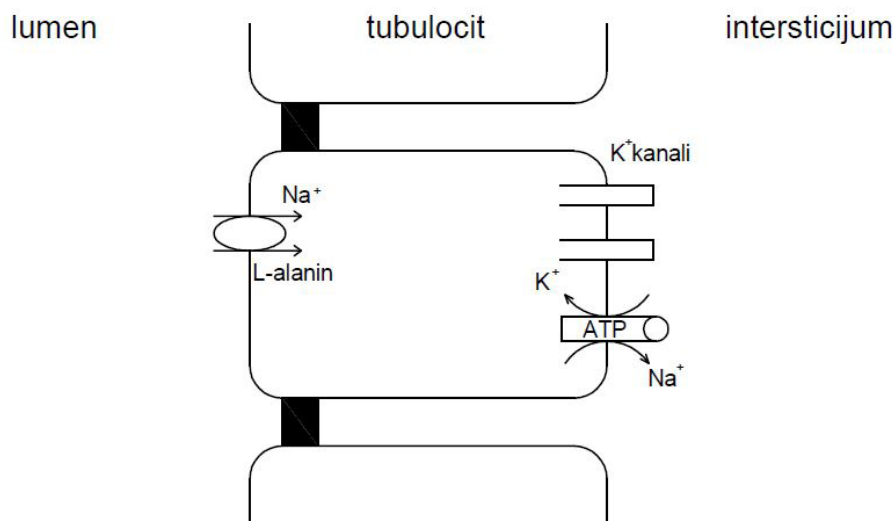 lumen tubulocit intersticijum
K⁺kanali
Na⁺
L-alanin
K⁺
ATP
Na⁺